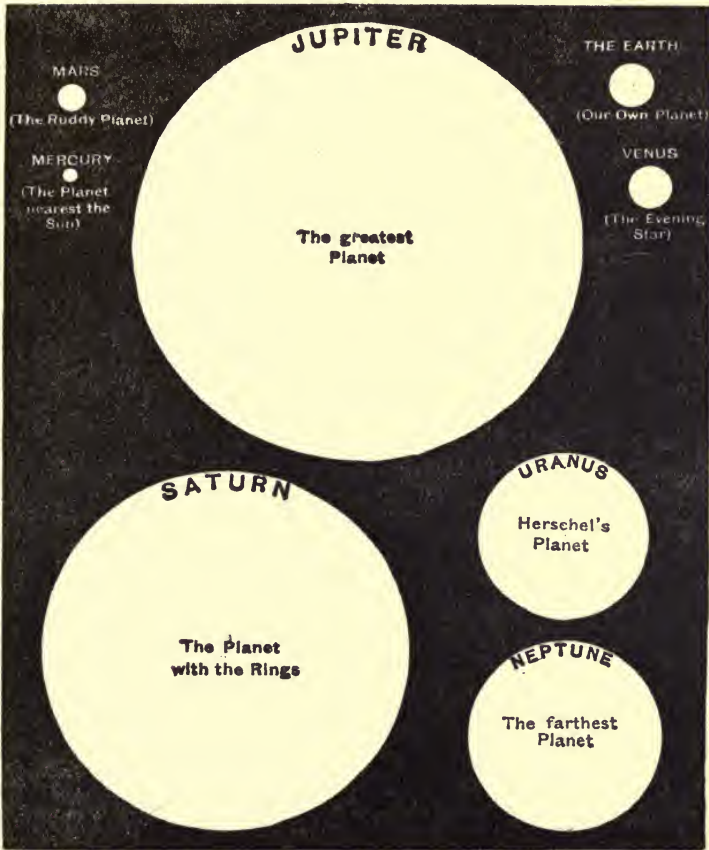 JUPITER
The greatest
Planet
MARS
(The Ruddy Planet)
MERCURY
(The Planet
nearest the
Sun)
THE EARTH
(Our Own Planet)
VENUS
(The Evening
Star)
SATURN
The Planet
with the Rings
URANUS
Herschel's
Planet
NEPTUNE
The farthest
Planet